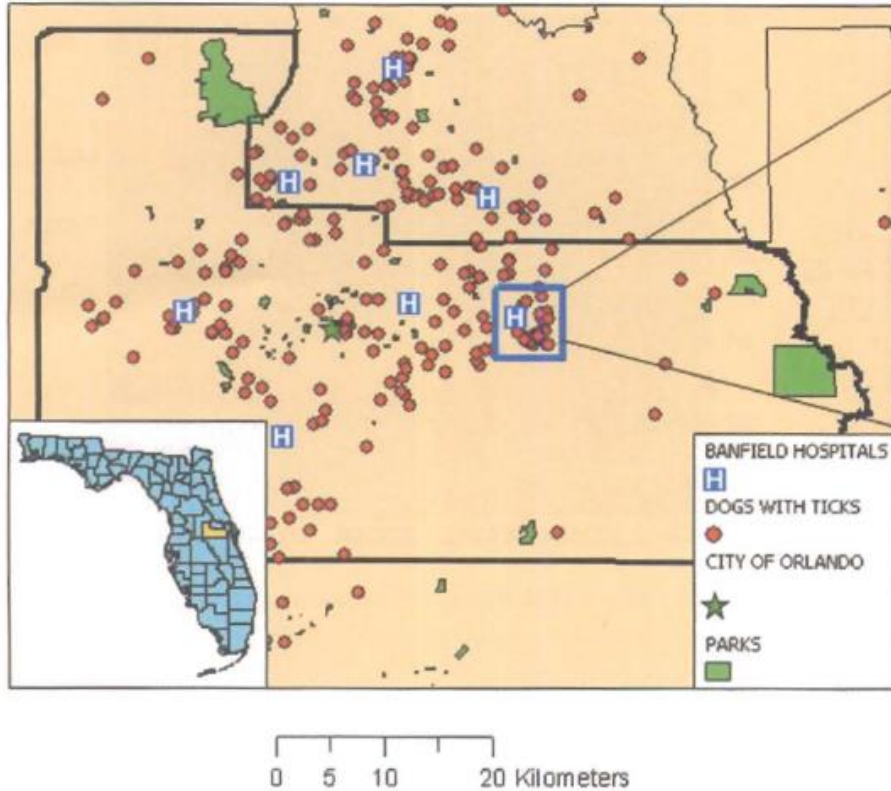 H
H
H
H
H
H
H
H
BANFIELD HOSPITALS
H
DOGS WITH TICKS
CITY OF ORLANDO
PARKS
0 5 10 20 Kilometers